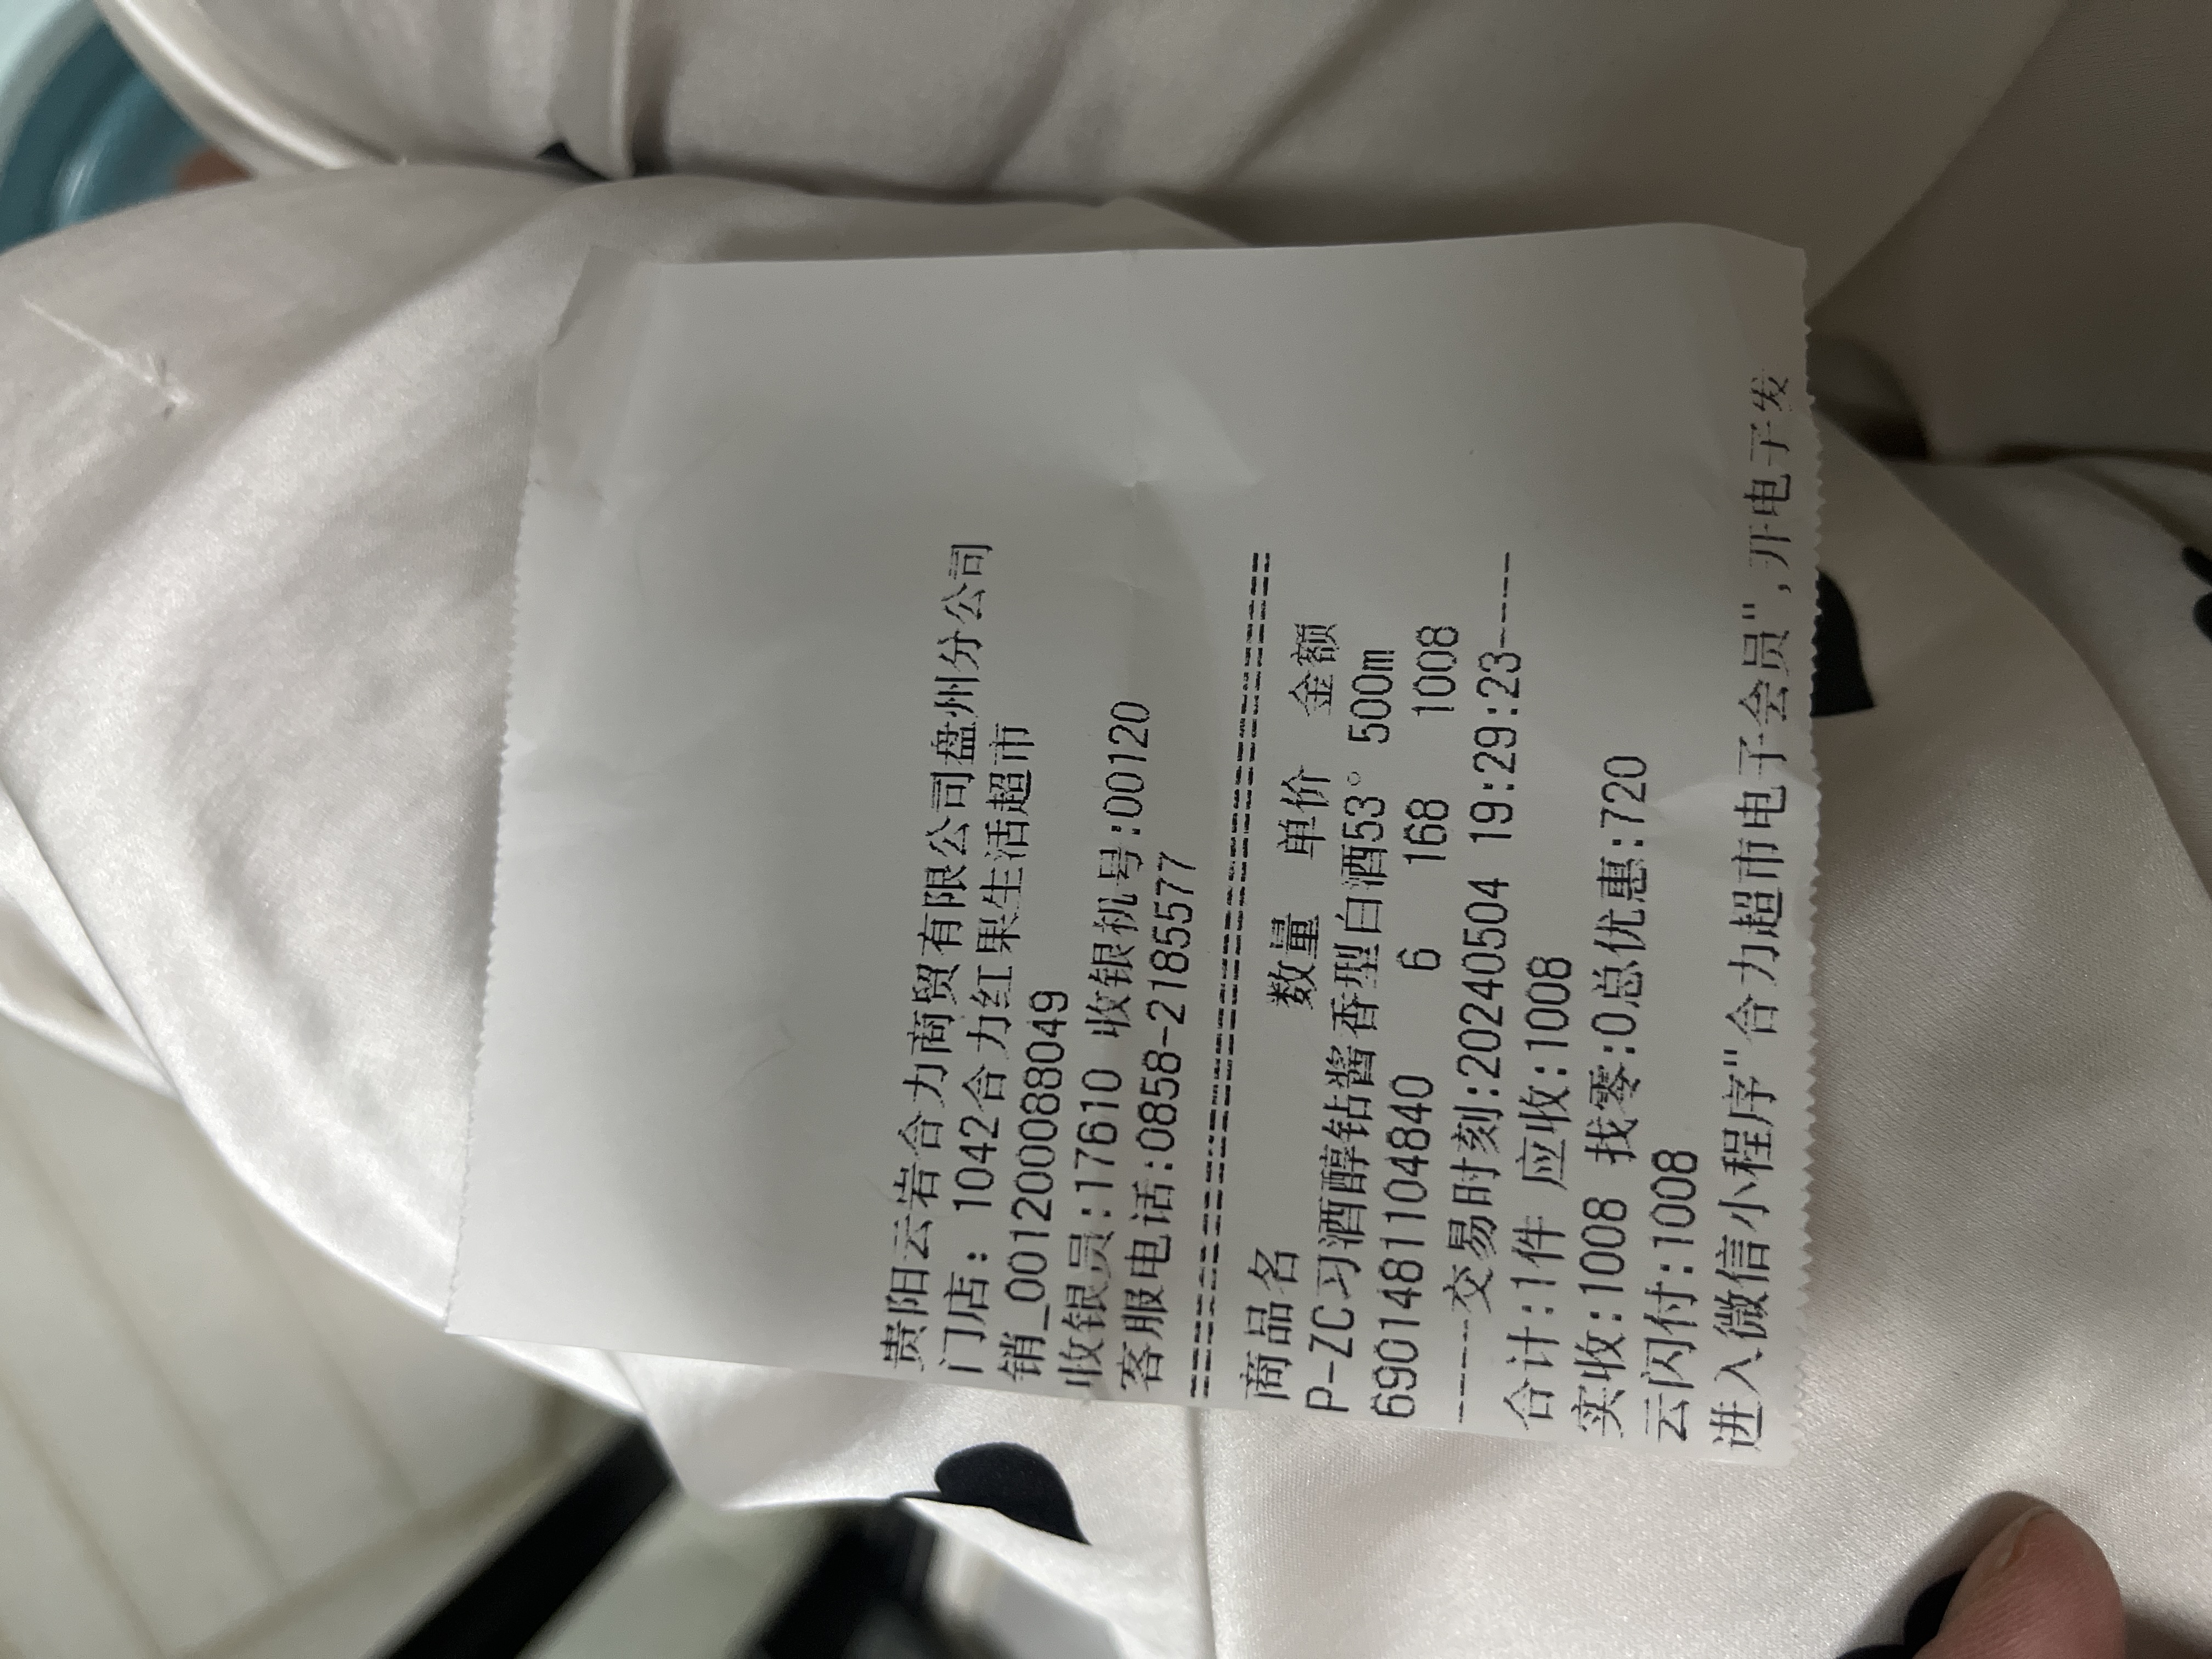 贵阳云岩合力商贸有限公司盘州分公司
门店: 1042合力红果生活超市
销_001200088049
收银员:17610 收银机号:00120
客服电话:0858-2185577
================================
商品名 数量 单价 金额
P-ZC习酒醇钻酱香型白酒53° 500m
6901481104840 6 168 1008
-----交易时刻:20240504 19:29:23----
合计:1件 应收:1008
实收:1008 找零:0总优惠:720
云闪付:1008
进入微信小程序"合力超市电子会员",开电子发